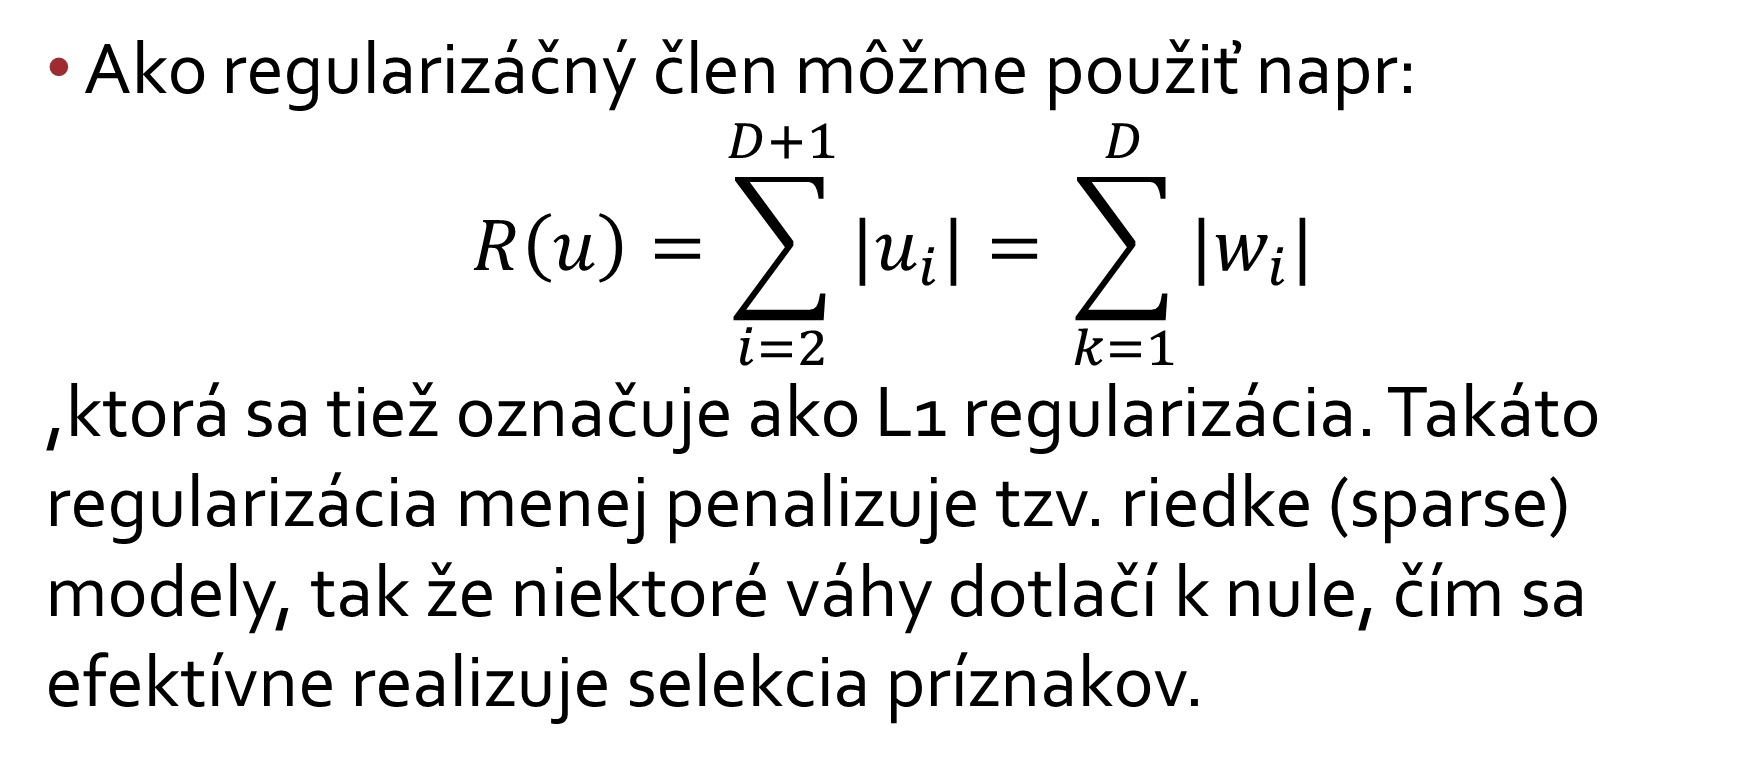 • Ako regularizáčný člen môžme použiť napr:
R(u) = \sum_{i=2}^{D+1} |u_i| = \sum_{k=1}^{D} |w_i|
,ktorá sa tiež označuje ako L1 regularizácia. Takáto
regularizácia menej penalizuje tzv. riedke (sparse)
modely, tak že niektoré váhy dotlačí k nule, čím sa
efektívne realizuje selekcia príznakov.